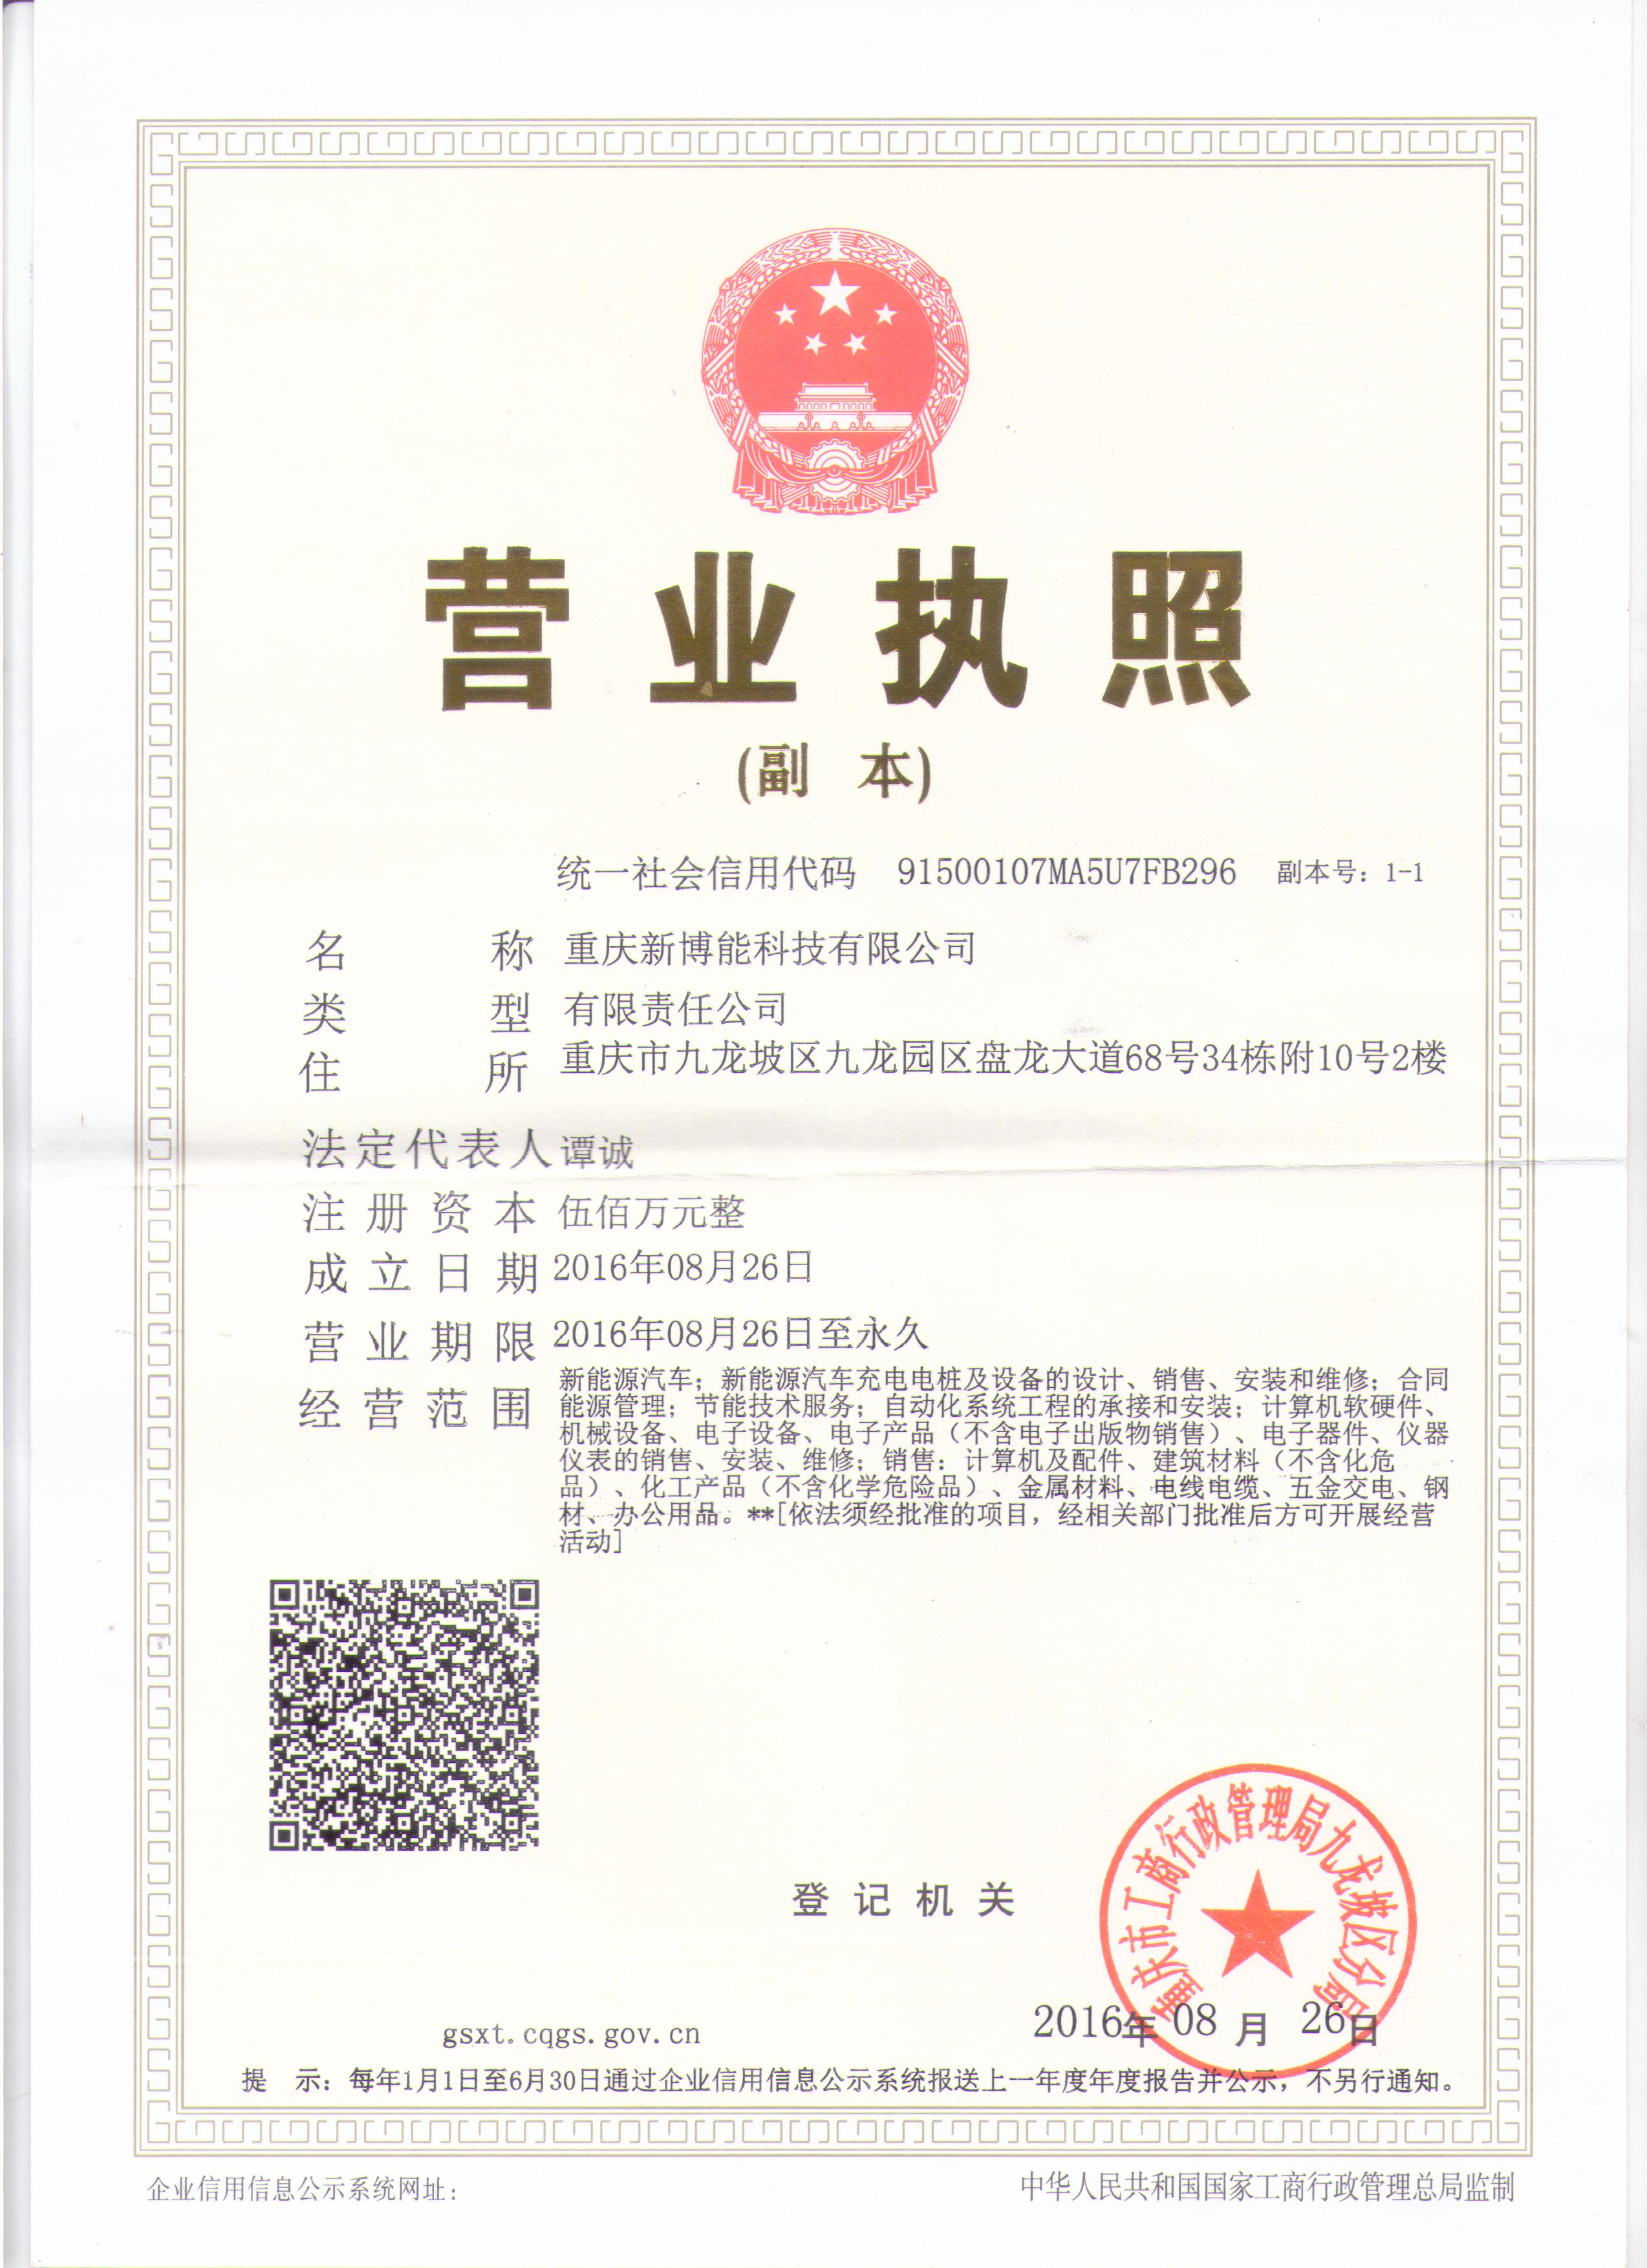 营业执照
(副 本)
统一社会信用代码 91500107MA5U7FB296 副本号：1-1
名 称 重庆新博能科技有限公司
类 型 有限责任公司
住 所 重庆市九龙坡区九龙园区盘龙大道68号34栋附10号2楼
法定代表人 谭诚
注册资本 伍佰万元整
成立日期 2016年08月26日
营业期限 2016年08月26日至永久
经营范围 新能源汽车；新能源汽车充电电桩及设备的设计、销售、安装和维修；合同
能源管理；节能技术服务；自动化系统工程的承接和安装；计算机软硬件、
机械设备、电子设备、电子产品（不含电子出版物销售）、电子器件、仪器
仪表的销售、安装、维修；销售：计算机及配件、建筑材料（不含化危
品）、化工产品（不含化学危险品）、金属材料、电线电缆、五金交电、钢
材、办公用品。**[依法须经批准的项目，经相关部门批准后方可开展经营
活动]
重庆市工商行政管理局九龙坡区分局
登记机关
2016年 08 月 26日
gsxt.cqgs.gov.cn
提 示：每年1月1日至6月30日通过企业信用信息公示系统报送上一年度年度报告并公示，不另行通知。
企业信用信息公示系统网址：
中华人民共和国国家工商行政管理总局监制